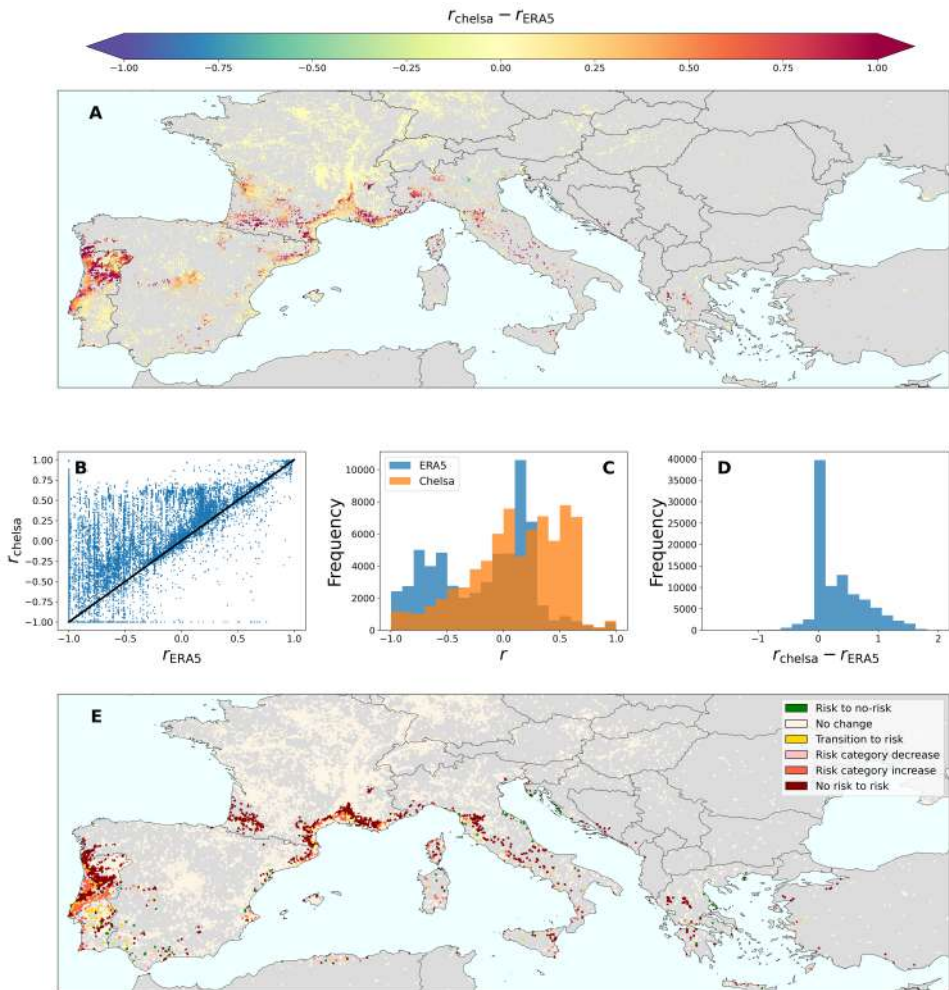 r_chelsa − r_ERA5
−1.00 −0.75 −0.50 −0.25 0.00 0.25 0.50 0.75 1.00
A
B
1.00
0.75
0.50
0.25
0.00
−0.25
−0.50
−0.75
−1.00
r_chelsa
−1.0 −0.5 0.0 0.5 1.0
r_ERA5
C
ERA5
Chelsa
10000
8000
6000
4000
2000
0
Frequency
−1.0 −0.5 0.0 0.5 1.0
r
D
40000
35000
30000
25000
20000
15000
10000
5000
0
Frequency
−1 0 1 2
r_chelsa − r_ERA5
E
Risk to no-risk
No change
Transition to risk
Risk category decrease
Risk category increase
No risk to risk